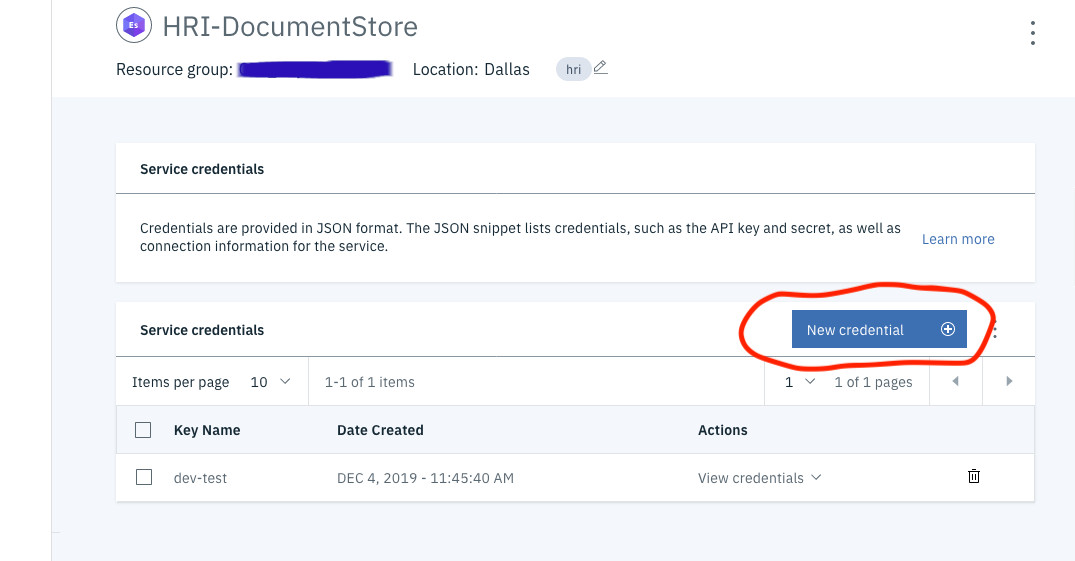 Es HRI-DocumentStore
Resource group: Location: Dallas hri
Service credentials
Credentials are provided in JSON format. The JSON snippet lists credentials, such as the API key and secret, as well as
connection information for the service.
Learn more
Service credentials New credential
Items per page 10 1-1 of 1 items 1 1 of 1 pages
Key Name Date Created Actions
dev-test DEC 4, 2019 - 11:45:40 AM View credentials